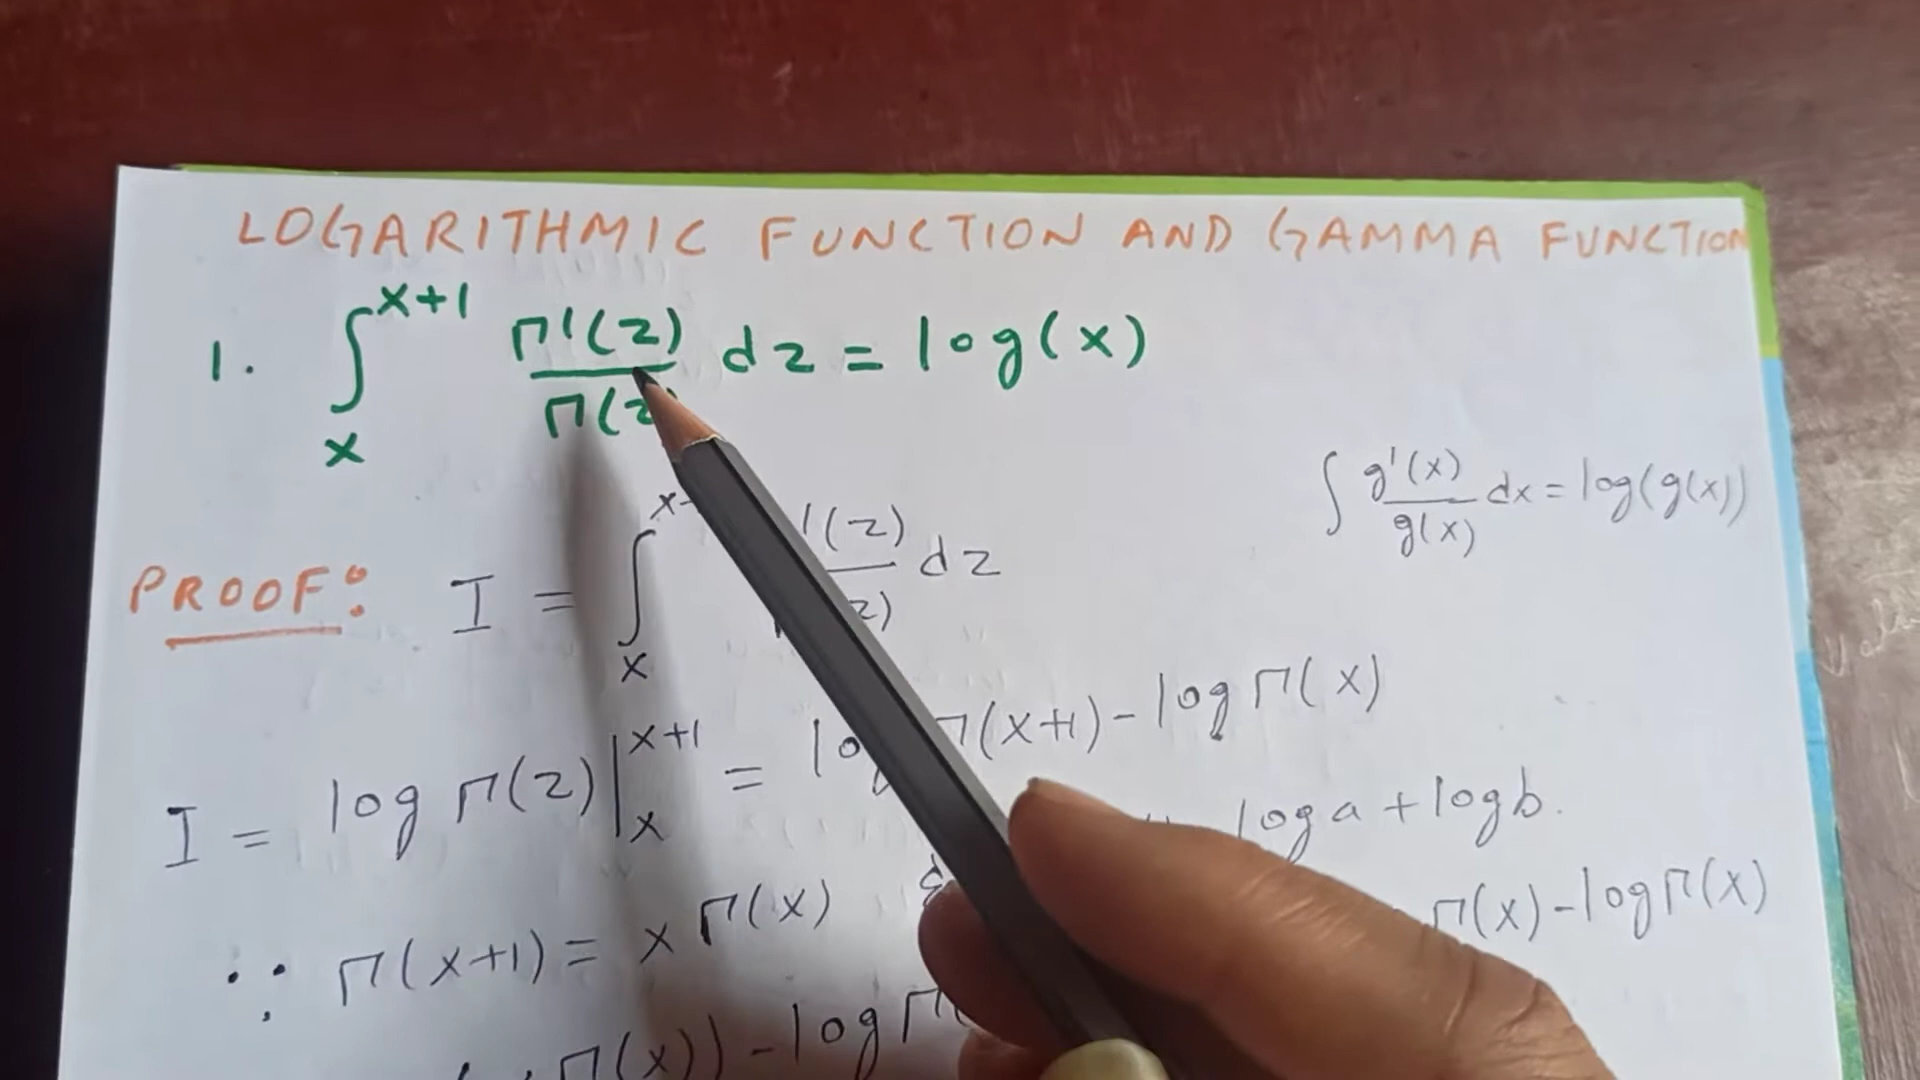 LOGARITHMIC FUNCTION AND GAMMA FUNCTION
1. ∫ₓ^(x+1) Γ'(z)/Γ(z) dz = log(x)
∫ g'(x)/g(x) dx = log(g(x))
PROOF: I = ∫ₓ '(z)/z) dz
I = log Γ(z)|ₓ^(x+1) = log Γ(x+1) - log Γ(x)
log a + log b.
∵ Γ(x+1) = x Γ(x) & Γ(x) - log Γ(x)
Γ(x)) - log Γ